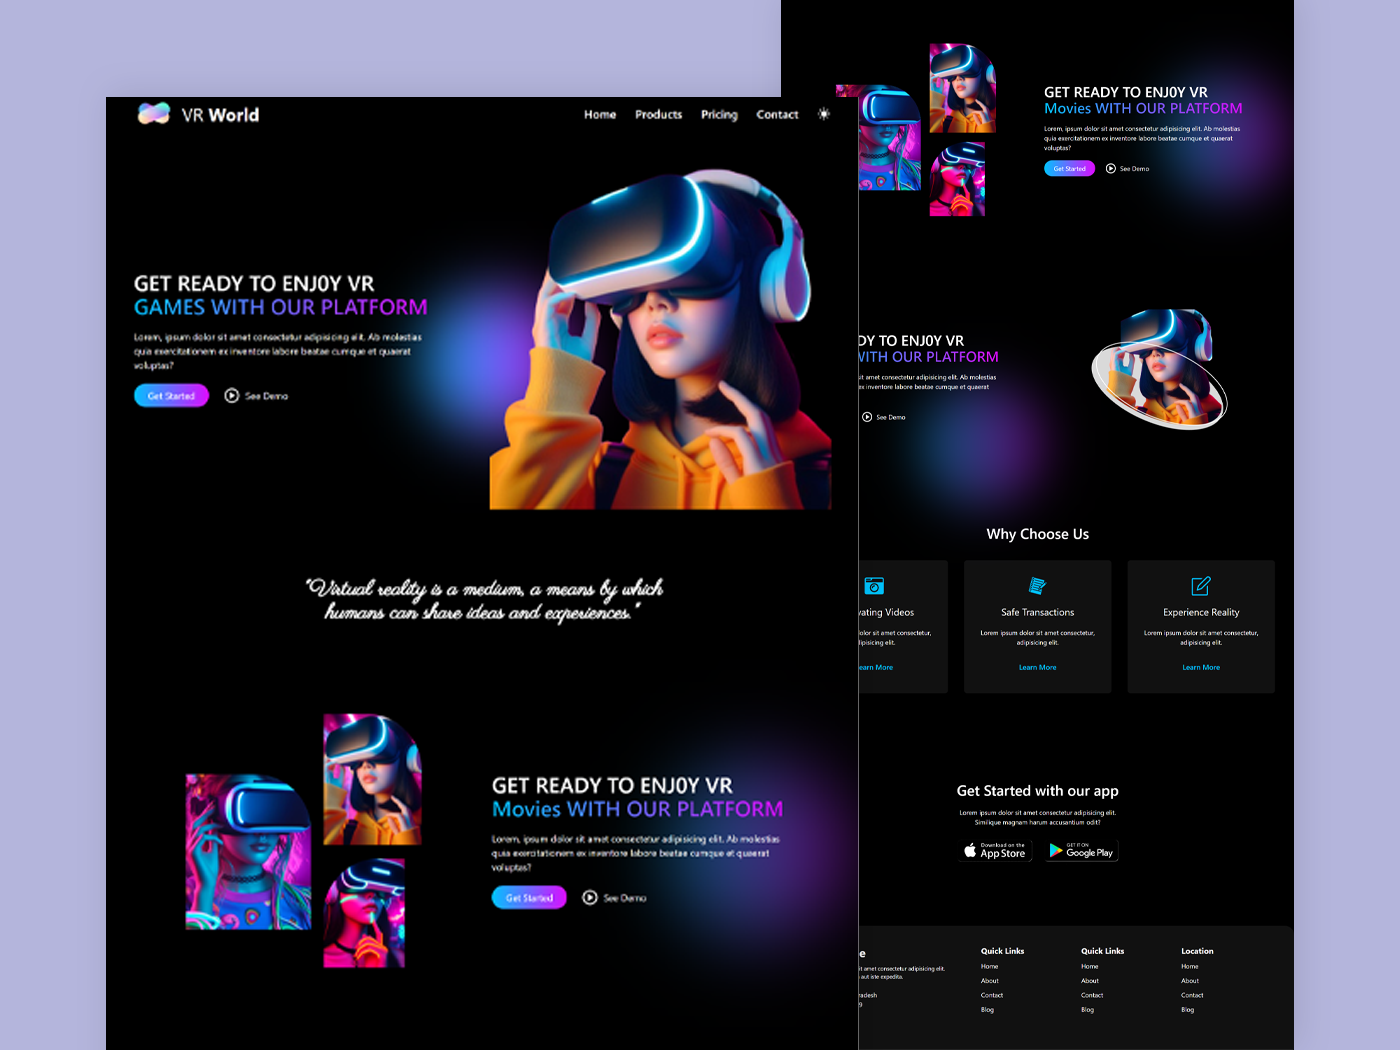 VR World
Home Products Pricing Contact
GET READY TO ENJ0Y VR
GAMES WITH OUR PLATFORM
Lorem, ipsum dolor sit amet consectetur adipisicing elit. Ab molestias
quia exercitationem ex inventore labore beatae cumque et quaerat
voluptas?
Get Started See Demo
"Virtual reality is a medium, a means by which
humans can share ideas and experiences."
GET READY TO ENJ0Y VR
Movies WITH OUR PLATFORM
Lorem, ipsum dolor sit amet consectetur adipisicing elit. Ab molestias
quia exercitationem ex inventore labore beatae cumque et quaerat
voluptas?
Get Started See Demo
GET READY TO ENJ0Y VR
Movies WITH OUR PLATFORM
Lorem, ipsum dolor sit amet consectetur adipisicing elit. Ab molestias
quia exercitationem ex inventore labore beatae cumque et quaerat
voluptas?
Get Started See Demo
DY TO ENJ0Y VR
WITH OUR PLATFORM
it amet consectetur adipisicing elit. Ab molestias
ex inventore labore beatae cumque et quaerat
See Demo
Why Choose Us
vating Videos
olor sit amet consectetur,
dipisicing elit.
earn More
Safe Transactions
Lorem ipsum dolor sit amet consectetur,
adipisicing elit.
Learn More
Experience Reality
Lorem ipsum dolor sit amet consectetur,
adipisicing elit.
Learn More
Get Started with our app
Lorem ipsum dolor sit amet consectetur adipisicing elit.
Similique magnam harum accusantium odit?
Download on the
App Store
GET IT ON
Google Play
e
it amet consectetur adipisicing elit.
aut iste expedita.
radesh
9
Quick Links
Home
About
Contact
Blog
Quick Links
Home
About
Contact
Blog
Location
Home
About
Contact
Blog